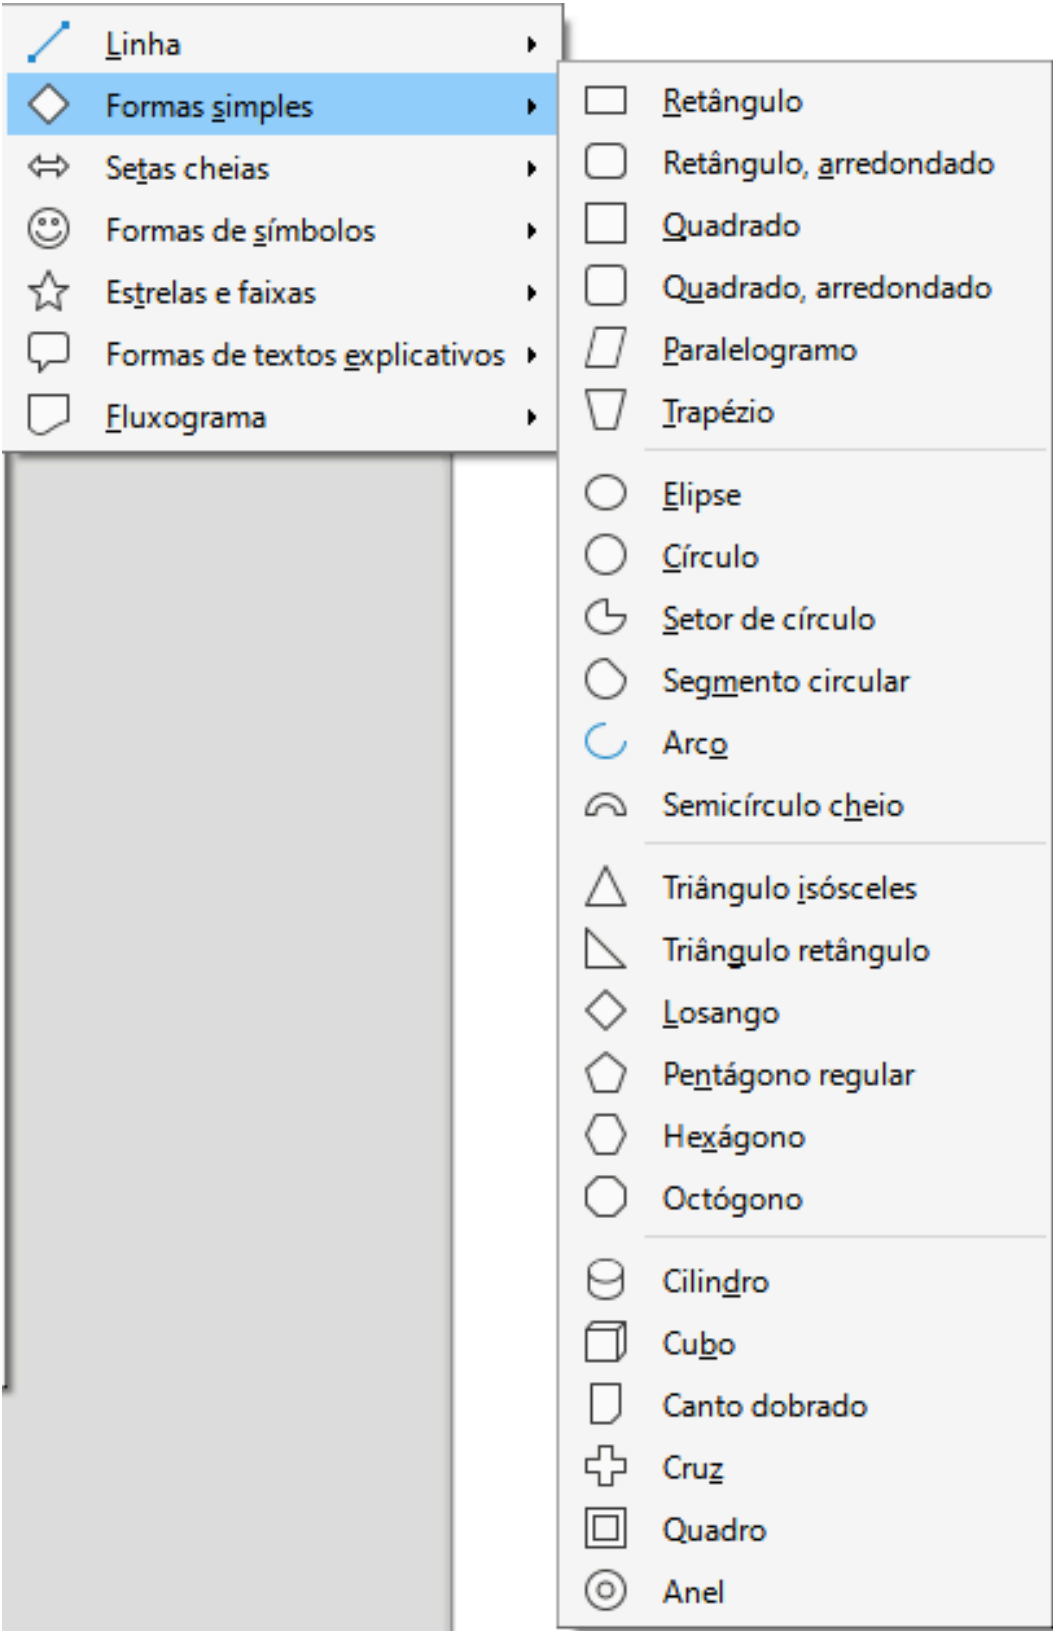 Linha
Formas simples
Setas cheias
Formas de símbolos
Estrelas e faixas
Formas de textos explicativos
Fluxograma
Retângulo
Retângulo, arredondado
Quadrado
Quadrado, arredondado
Paralelogramo
Trapézio
Elipse
Círculo
Setor de círculo
Segmento circular
Arco
Semicírculo cheio
Triângulo isósceles
Triângulo retângulo
Losango
Pentágono regular
Hexágono
Octógono
Cilindro
Cubo
Canto dobrado
Cruz
Quadro
Anel